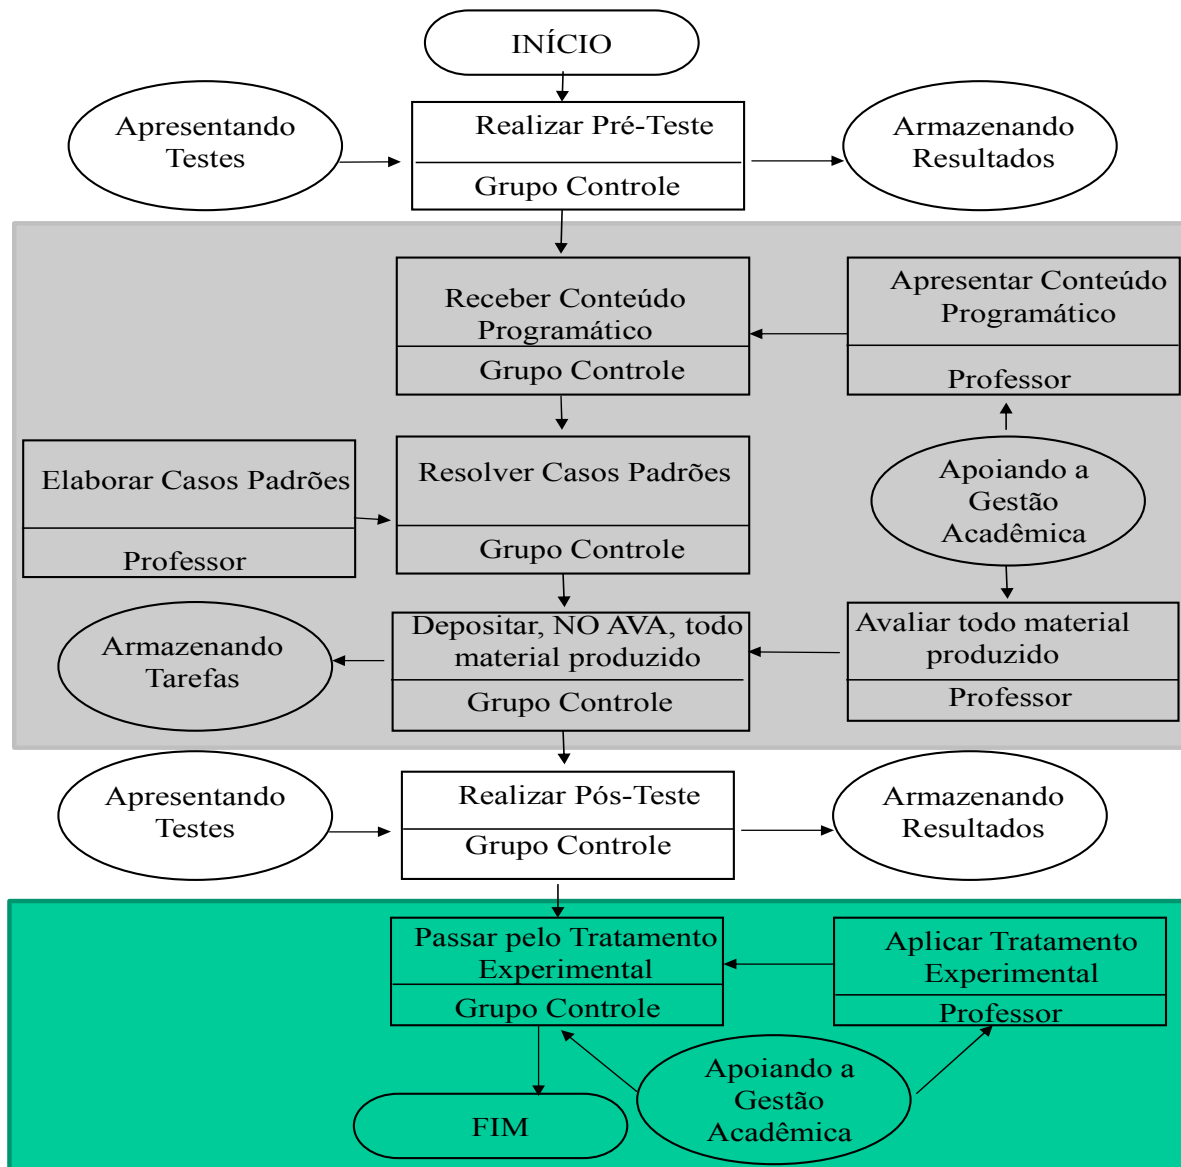 INÍCIO
Apresentando
Testes
Realizar Pré-Teste
Grupo Controle
Armazenando
Resultados
Receber Conteúdo
Programático
Grupo Controle
Apresentar Conteúdo
Programático
Professor
Elaborar Casos Padrões
Professor
Resolver Casos Padrões
Grupo Controle
Apoiando a
Gestão
Acadêmica
Armazenando
Tarefas
Depositar, NO AVA, todo
material produzido
Grupo Controle
Avaliar todo material
produzido
Professor
Apresentando
Testes
Realizar Pós-Teste
Grupo Controle
Armazenando
Resultados
Passar pelo Tratamento
Experimental
Grupo Controle
Aplicar Tratamento
Experimental
Professor
Apoiando a
Gestão
Acadêmica
FIM